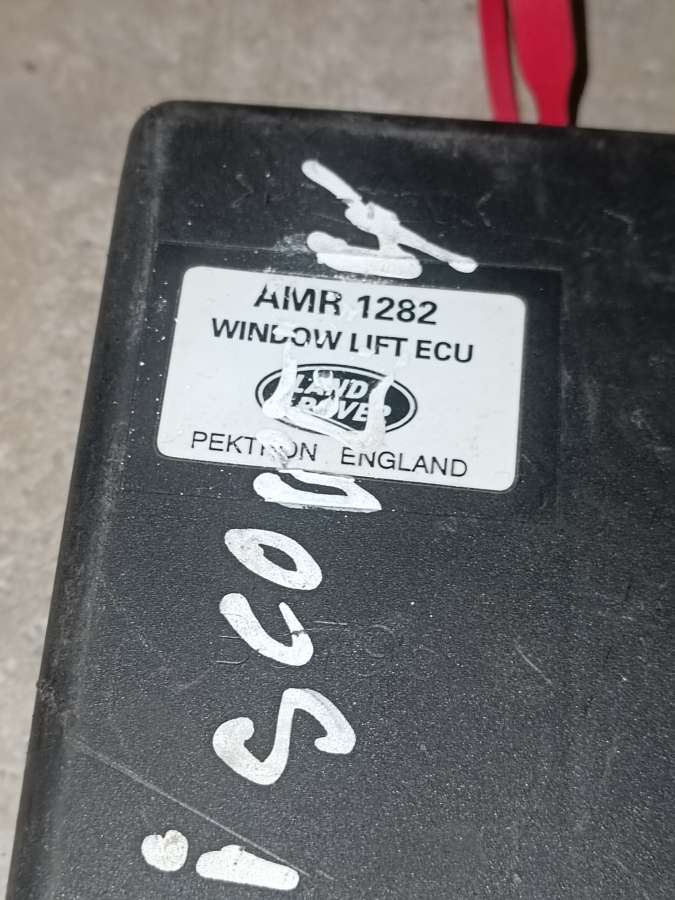 AMR 1282
WINDOW LIFT ECU
LAND
ROVER
PEKTRON ENGLAND